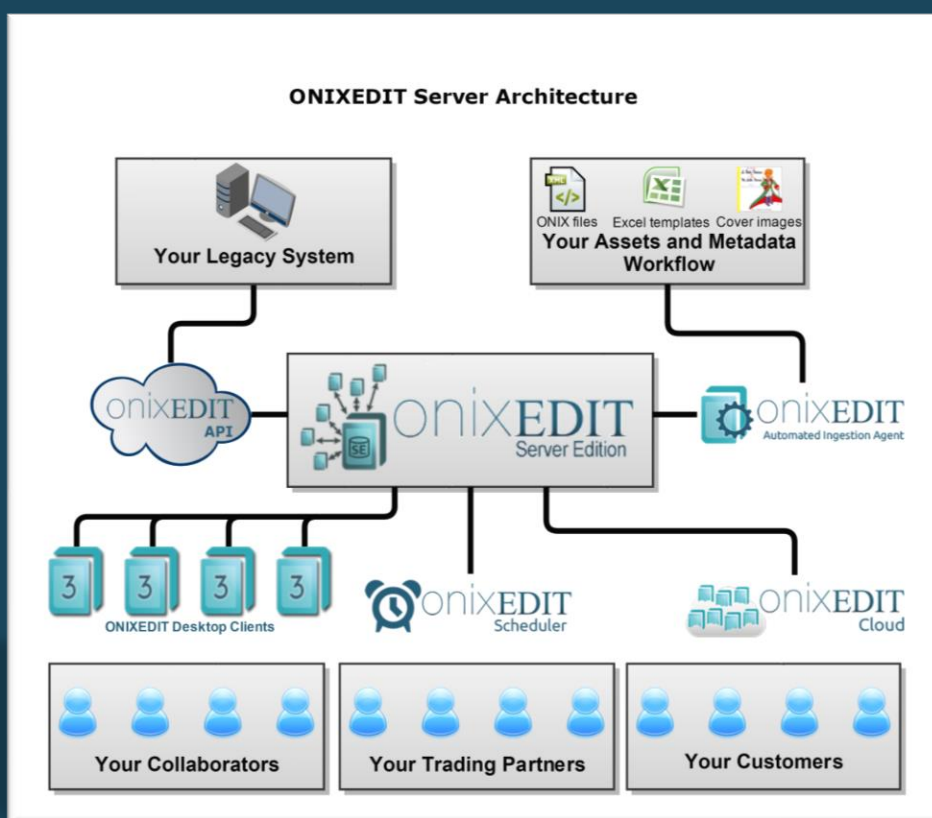 ONIXEDIT Server Architecture
ONIX files
Excel templates
Cover images
Your Legacy System
Your Assets and Metadata
Workflow
onixEDIT
API
SE
onixEDIT
Server Edition
onixEDIT
Automated Ingestion Agent
3
3
3
3
ONIXEDIT Desktop Clients
onixEDIT
Scheduler
onixEDIT
Cloud
Your Collaborators
Your Trading Partners
Your Customers